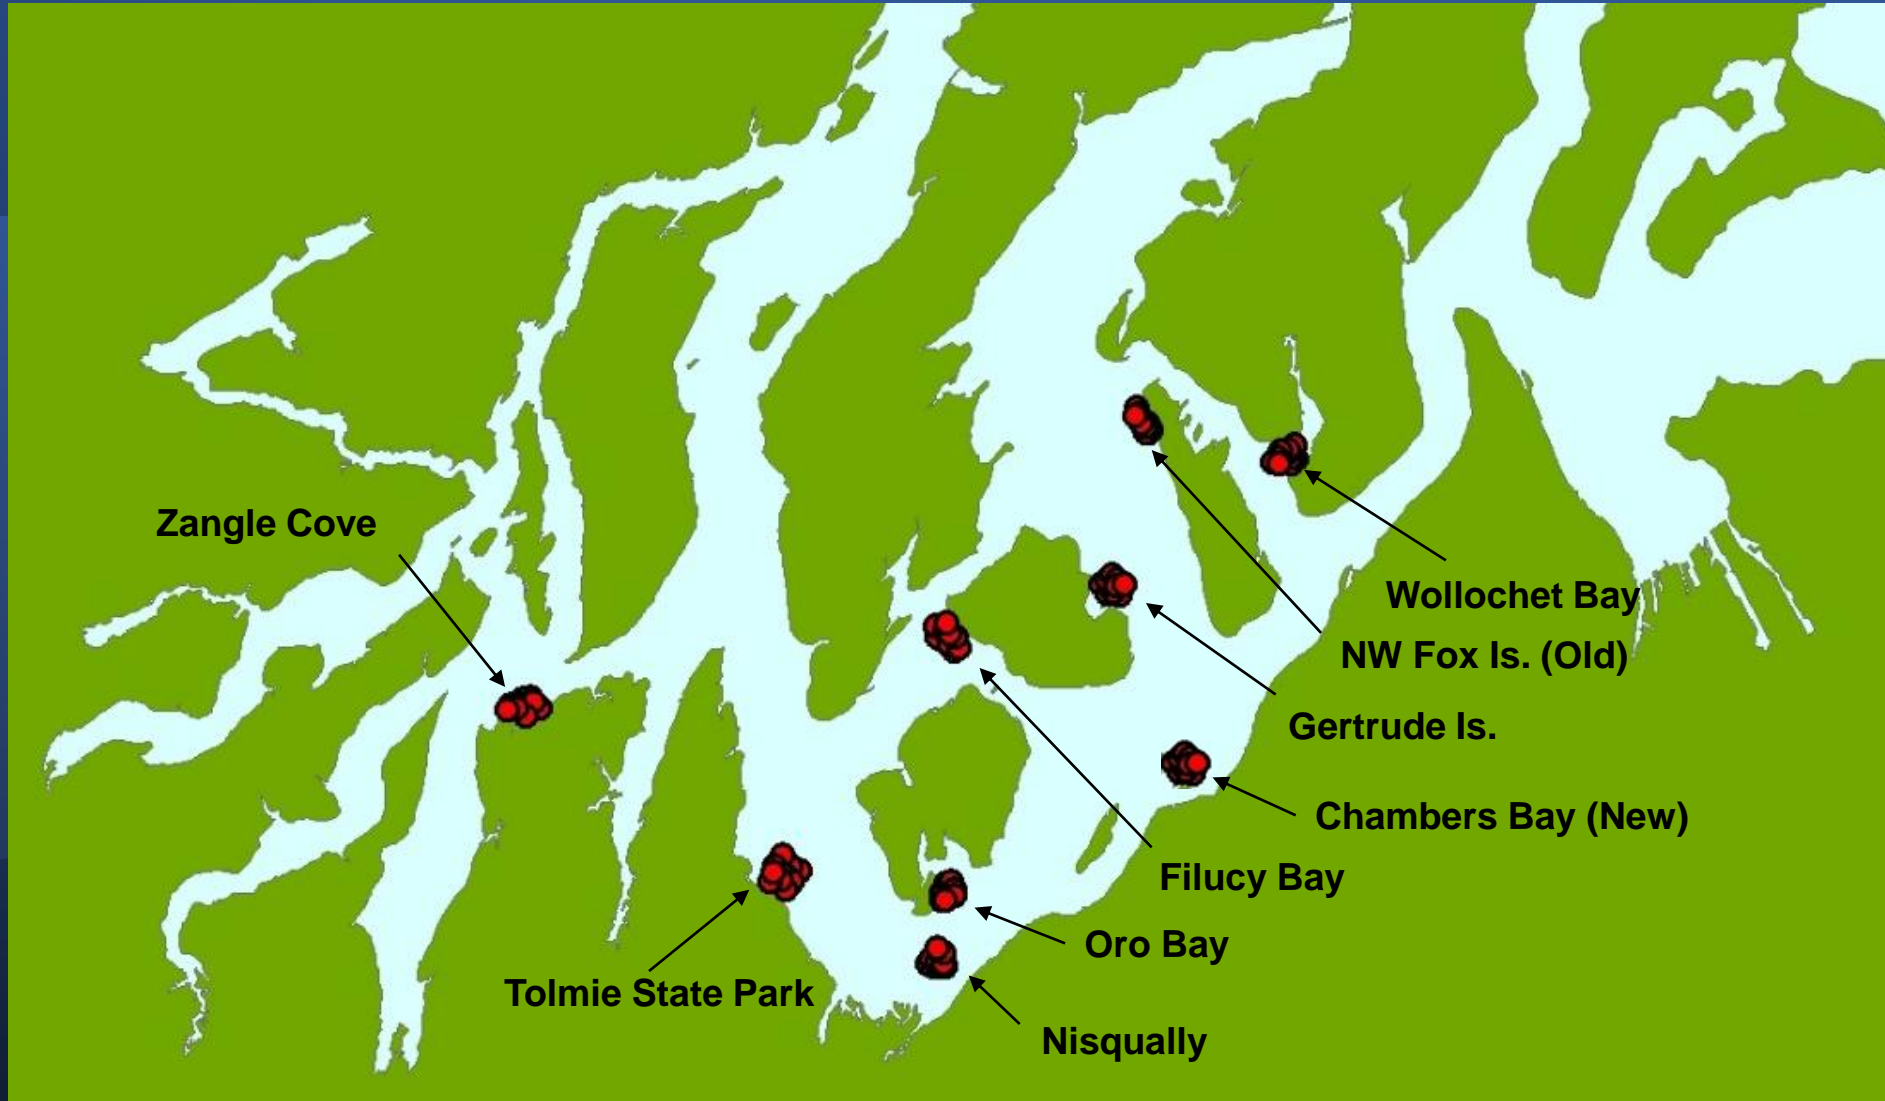 Zangle Cove
Wollochet Bay
NW Fox Is. (Old)
Gertrude Is.
Chambers Bay (New)
Filucy Bay
Oro Bay
Tolmie State Park
Nisqually